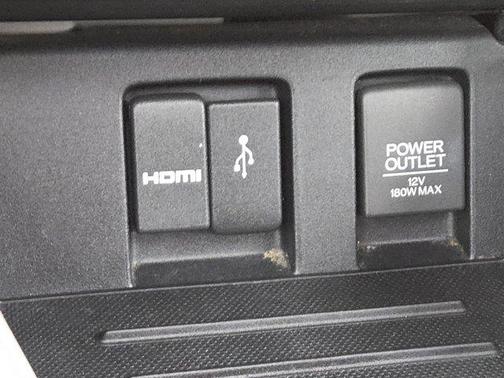 HDMI
POWER
OUTLET
12V
180W MAX